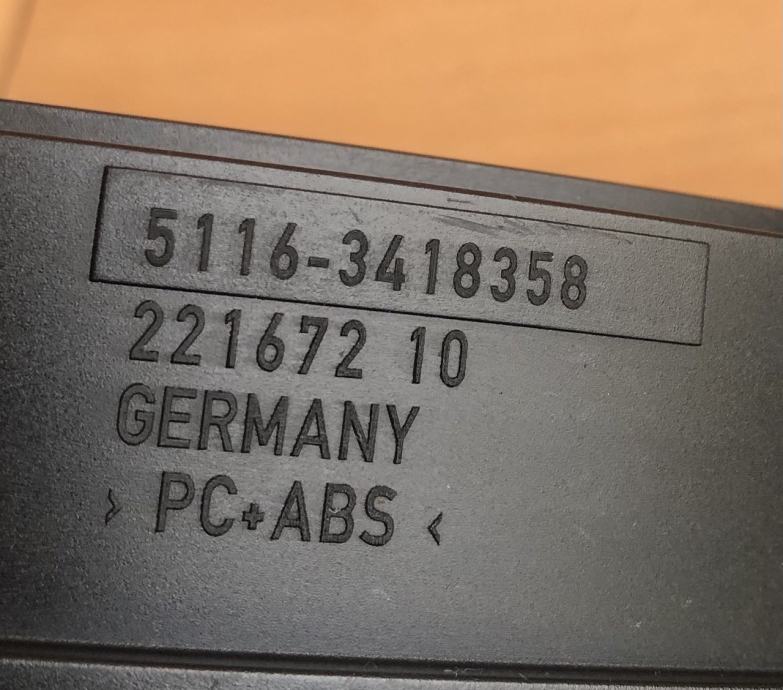 5116-3418358
221672 10
GERMANY
> PC+ABS <